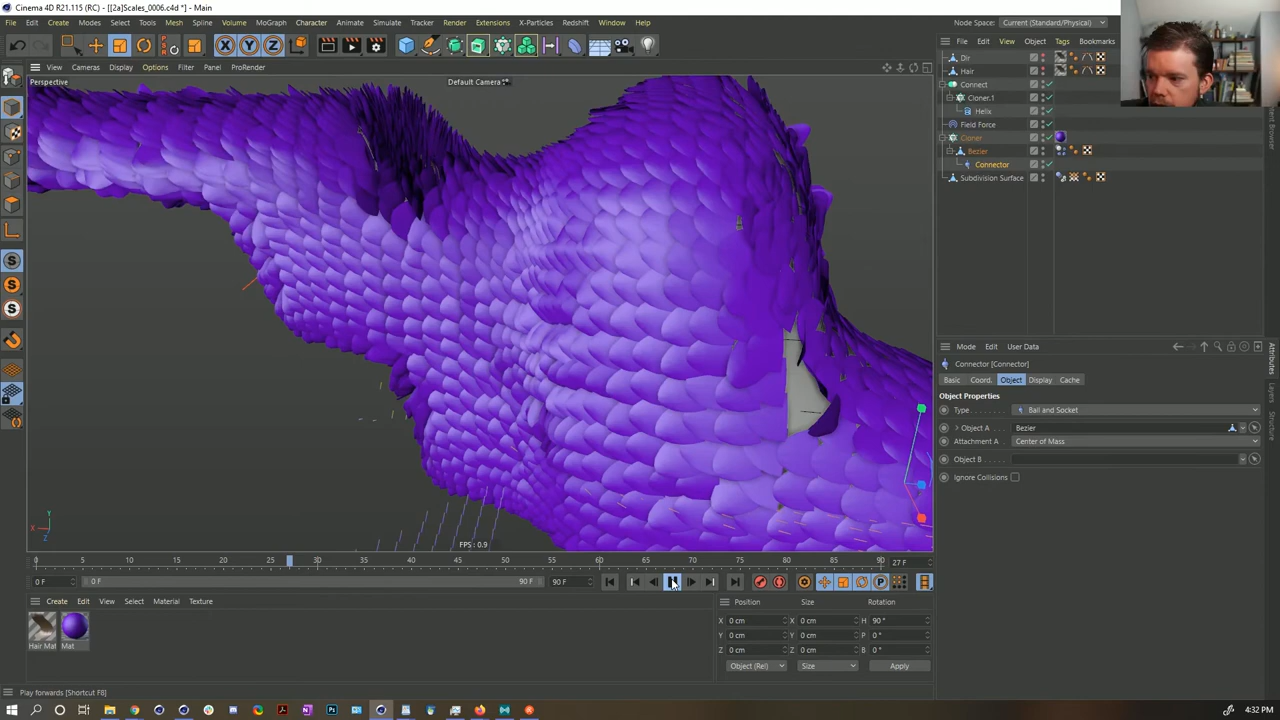 Cinema 4D R21.115 (RC) - [[2a]Scales_0006.c4d *] - Main
File Edit Create Modes Select Tools Mesh Spline Volume MoGraph Character Animate Simulate Tracker Render Extensions X-Particles Redshift Window Help
Node Space: Current (Standard/Physical)
X Y Z
File Edit View Object Tags Bookmarks
View Cameras Display Options Filter Panel ProRender
Perspective
Default Camera
Dir
Hair
Connect
Cloner.1
Helix
Field Force
Cloner
Bezier
Connector
Subdivision Surface
Content Browser
Mode Edit User Data
Connector [Connector]
Basic Coord. Object Display Cache
Object Properties
Type Ball and Socket
Object A Bezier
Attachment A Center of Mass
Object B
Ignore Collisions
Attributes
Layers
Structure
Y
X
Z
FPS : 0.9
0 5 10 15 20 25 30 35 40 45 50 55 60 65 70 75 80 85 90
27 F
0 F 0 F 90 F 90 F
Create Edit View Select Material Texture
Hair Mat Mat
Position Size Rotation
X 0 cm X 0 cm H 90 °
Y 0 cm Y 0 cm P 0 °
Z 0 cm Z 0 cm B 0 °
Object (Rel) Size Apply
Play forwards [Shortcut F8]
4:32 PM